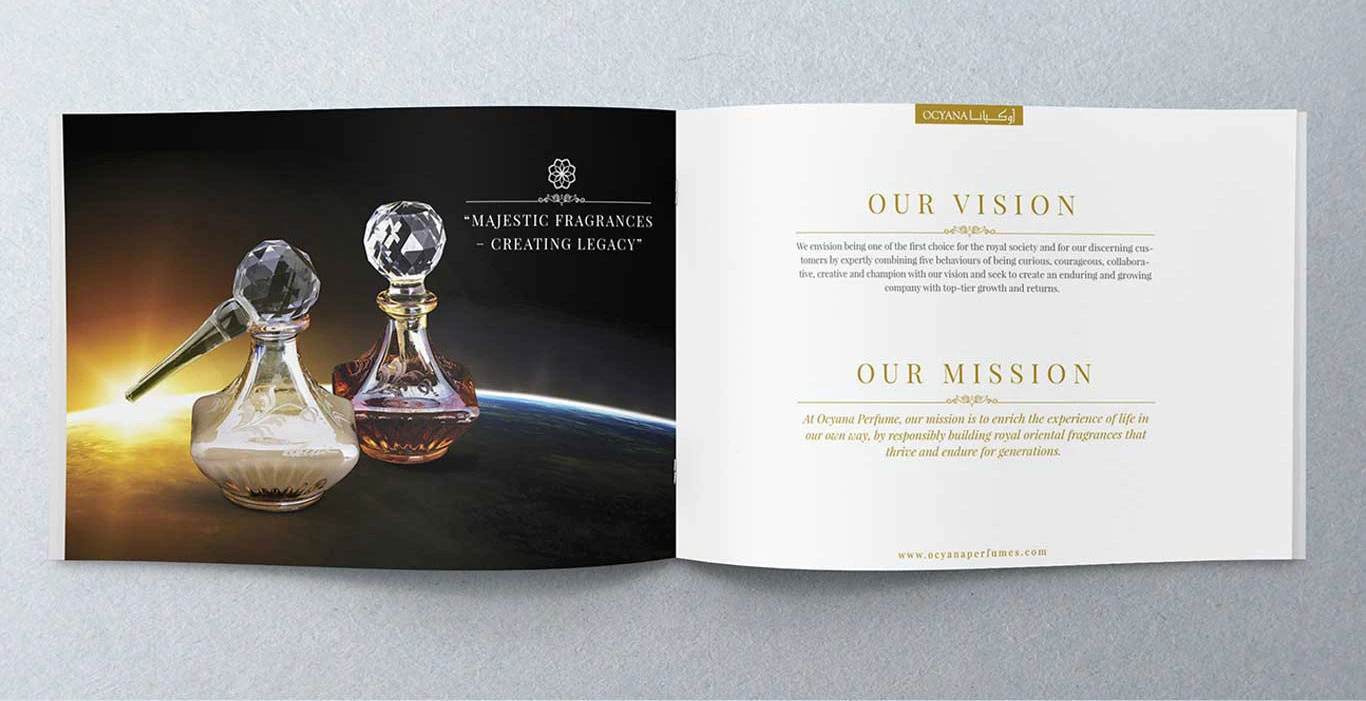 “MAJESTIC FRAGRANCES
– CREATING LEGACY”
OCYANA أوكيانا
OUR VISION
We envision being one of the first choice for the royal society and for our discerning cus-
tomers by expertly combining five behaviours of being curious, courageous, collabora-
tive, creative and champion with our vision and seek to create an enduring and growing
company with top-tier growth and returns.
OUR MISSION
At Ocyana Perfume, our mission is to enrich the experience of life in
our own way, by responsibly building royal oriental fragrances that
thrive and endure for generations.
www.ocyanaperfumes.com